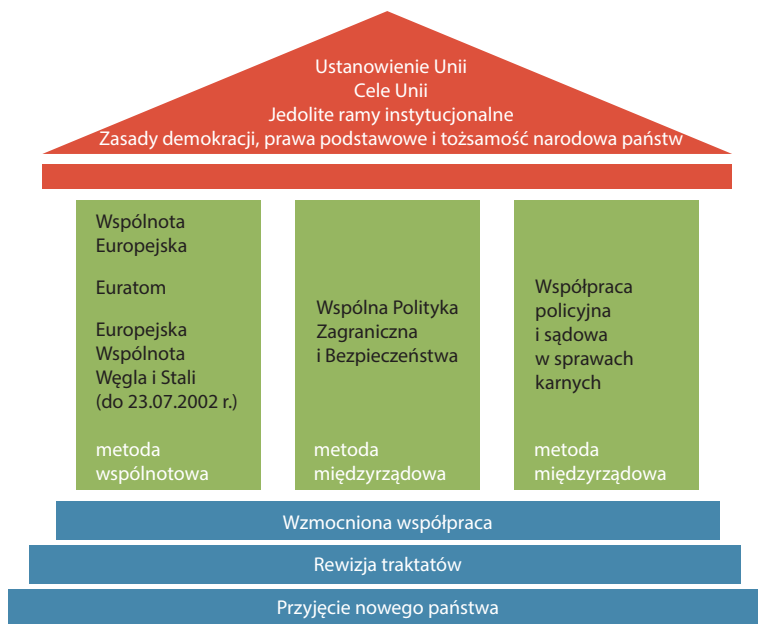 Ustanowienie Unii
Cele Unii
Jedolite ramy instytucjonalne
Zasady demokracji, prawa podstawowe i tożsamość narodowa państw
Wspólnota
Europejska
Euratom
Europejska
Wspólnota
Węgla i Stali
(do 23.07.2002 r.)
metoda
wspólnotowa
Wspólna Polityka
Zagraniczna
i Bezpieczeństwa
metoda
międzyrządowa
Współpraca
policyjna
i sądowa
w sprawach
karnych
metoda
międzyrządowa
Wzmocniona współpraca
Rewizja traktatów
Przyjęcie nowego państwa